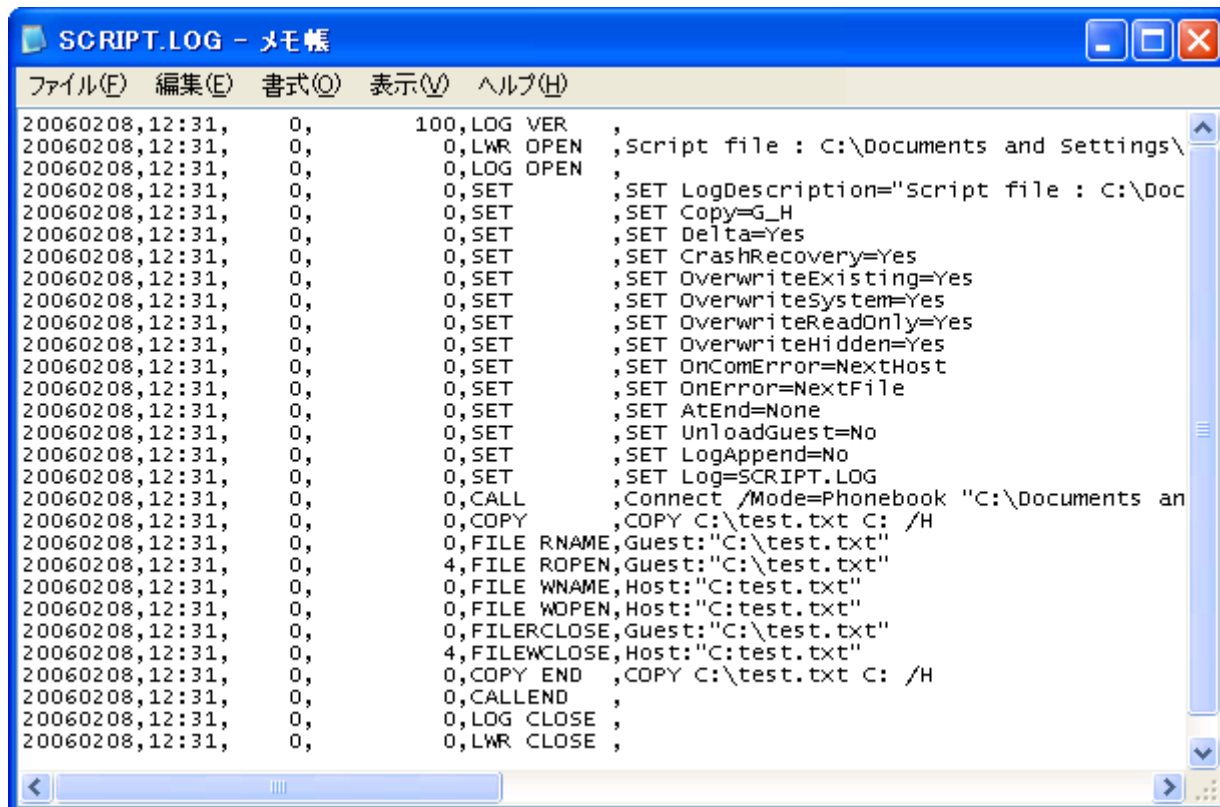 SCRIPT.LOG - メモ帳
ファイル(F) 編集(E) 書式(O) 表示(V) ヘルプ(H)
20060208,12:31,    0,         100,LOG VER   ,
20060208,12:31,    0,           0,LWR OPEN  ,Script file : C:\Documents and Settings\
20060208,12:31,    0,           0,LOG OPEN  ,
20060208,12:31,    0,           0,SET       ,SET LogDescription="Script file : C:\Doc
20060208,12:31,    0,           0,SET       ,SET Copy=G_H
20060208,12:31,    0,           0,SET       ,SET Delta=Yes
20060208,12:31,    0,           0,SET       ,SET CrashRecovery=Yes
20060208,12:31,    0,           0,SET       ,SET OverwriteExisting=Yes
20060208,12:31,    0,           0,SET       ,SET OverwriteSystem=Yes
20060208,12:31,    0,           0,SET       ,SET OverwriteReadOnly=Yes
20060208,12:31,    0,           0,SET       ,SET OverwriteHidden=Yes
20060208,12:31,    0,           0,SET       ,SET OnComError=NextHost
20060208,12:31,    0,           0,SET       ,SET OnError=NextFile
20060208,12:31,    0,           0,SET       ,SET AtEnd=None
20060208,12:31,    0,           0,SET       ,SET UnloadGuest=No
20060208,12:31,    0,           0,SET       ,SET LogAppend=No
20060208,12:31,    0,           0,SET       ,SET Log=SCRIPT.LOG
20060208,12:31,    0,           0,CALL      ,Connect /Mode=Phonebook "C:\Documents an
20060208,12:31,    0,           0,COPY      ,COPY C:\test.txt C: /H
20060208,12:31,    0,           0,FILE RNAME,Guest:"C:\test.txt"
20060208,12:31,    0,           4,FILE ROPEN,Guest:"C:\test.txt"
20060208,12:31,    0,           0,FILE WNAME,Host:"C:test.txt"
20060208,12:31,    0,           0,FILE WOPEN,Host:"C:test.txt"
20060208,12:31,    0,           0,FILERCLOSE,Guest:"C:\test.txt"
20060208,12:31,    0,           4,FILEWCLOSE,Host:"C:test.txt"
20060208,12:31,    0,           0,COPY END  ,COPY C:\test.txt C: /H
20060208,12:31,    0,           0,CALLEND   ,
20060208,12:31,    0,           0,LOG CLOSE ,
20060208,12:31,    0,           0,LWR CLOSE ,